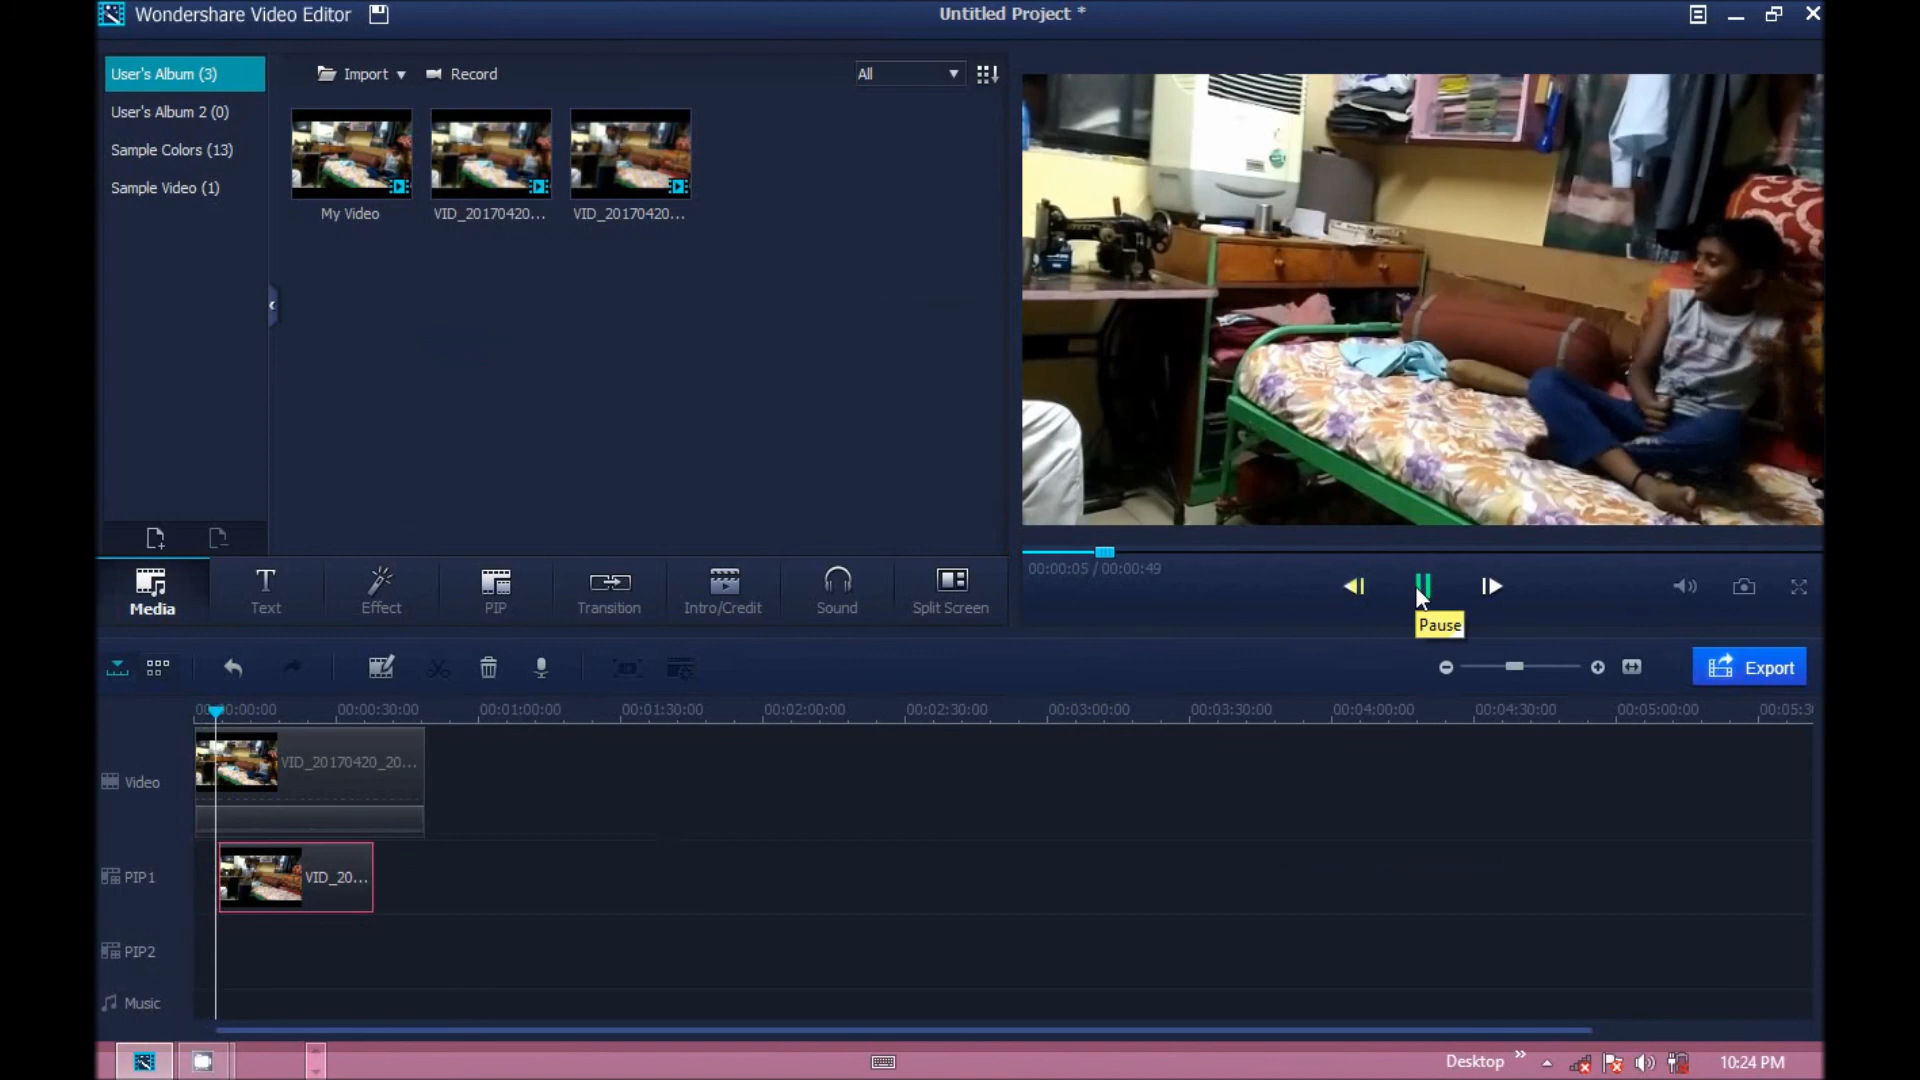 Wondershare Video Editor
Untitled Project *
User's Album (3)
User's Album 2 (0)
Sample Colors (13)
Sample Video (1)
Import
Record
All
My Video
VID_20170420...
VID_20170420...
00:00:05 / 00:00:49
Pause
Media
Text
Effect
PIP
Transition
Intro/Credit
Sound
Split Screen
Export
00:00:30:00
00:01:00:00
00:01:30:00
00:02:00:00
00:02:30:00
00:03:00:00
00:03:30:00
00:04:00:00
00:04:30:00
00:05:00:00
00:05:3
Video
VID_20170420_20...
PIP1
VID_20...
PIP2
Music
Desktop
10:24 PM